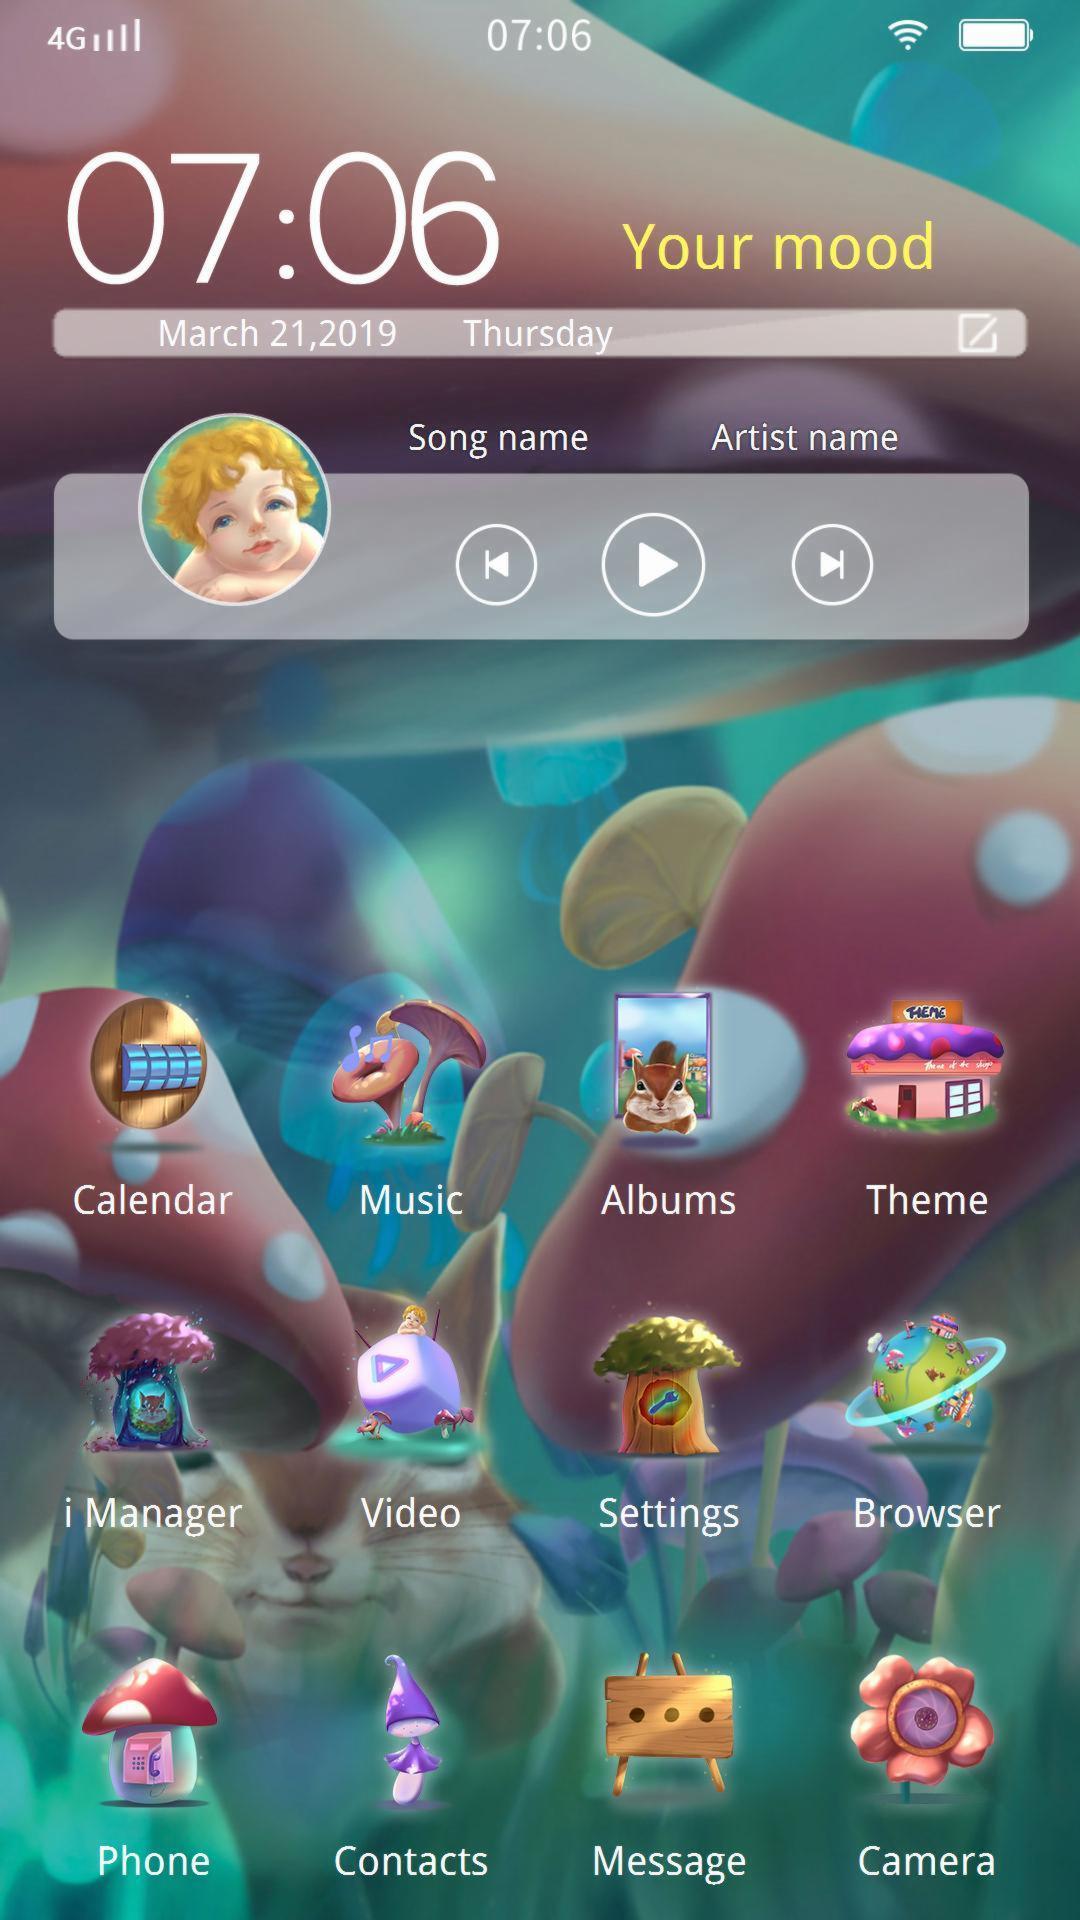 4G 07:06
07:06
Your mood
March 21,2019 Thursday
Song name Artist name
THEME
Calendar Music Albums Theme
i Manager Video Settings Browser
Phone Contacts Message Camera